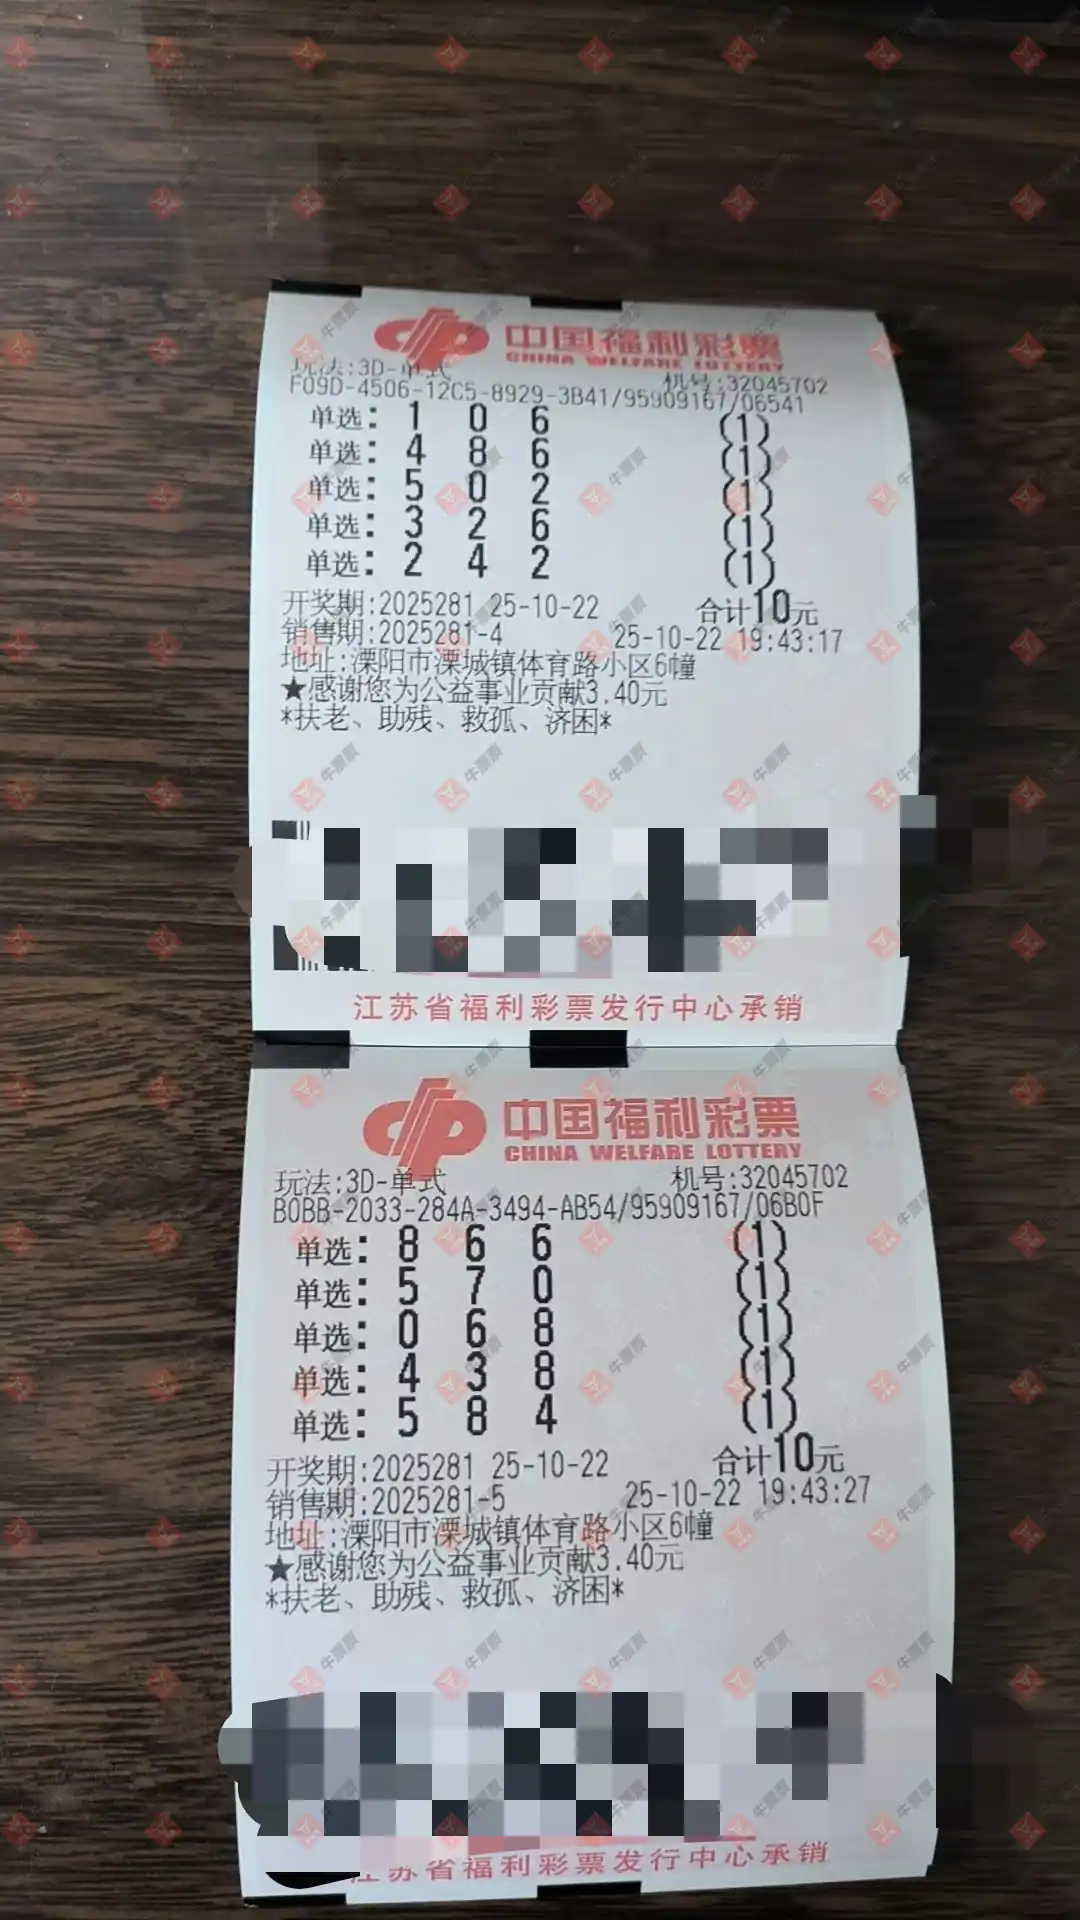 中国福利彩票
CHINA WELFARE LOTTERY
玩法:3D-单式 机号:32045702
F09D-4506-12C5-8929-3B41/95909167/06541
单选: 1 0 6 (1)
单选: 4 8 6 (1)
单选: 5 0 2 (1)
单选: 3 2 6 (1)
单选: 2 4 2 (1)
开奖期:2025281 25-10-22 合计10元
销售期:2025281-4 25-10-22 19:43:17
地址:溧阳市溧城镇体育路小区6幢
★感谢您为公益事业贡献3.40元
*扶老、助残、救孤、济困*
江苏省福利彩票发行中心承销
中国福利彩票
CHINA WELFARE LOTTERY
玩法:3D-单式 机号:32045702
B0BB-2033-284A-3494-AB54/95909167/06B0F
单选: 8 6 6 (1)
单选: 5 7 0 (1)
单选: 0 6 8 (1)
单选: 4 3 8 (1)
单选: 5 8 4 (1)
开奖期:2025281 25-10-22 合计10元
销售期:2025281-5 25-10-22 19:43:27
地址:溧阳市溧城镇体育路小区6幢
★感谢您为公益事业贡献3.40元
*扶老、助残、救孤、济困*
江苏省福利彩票发行中心承销